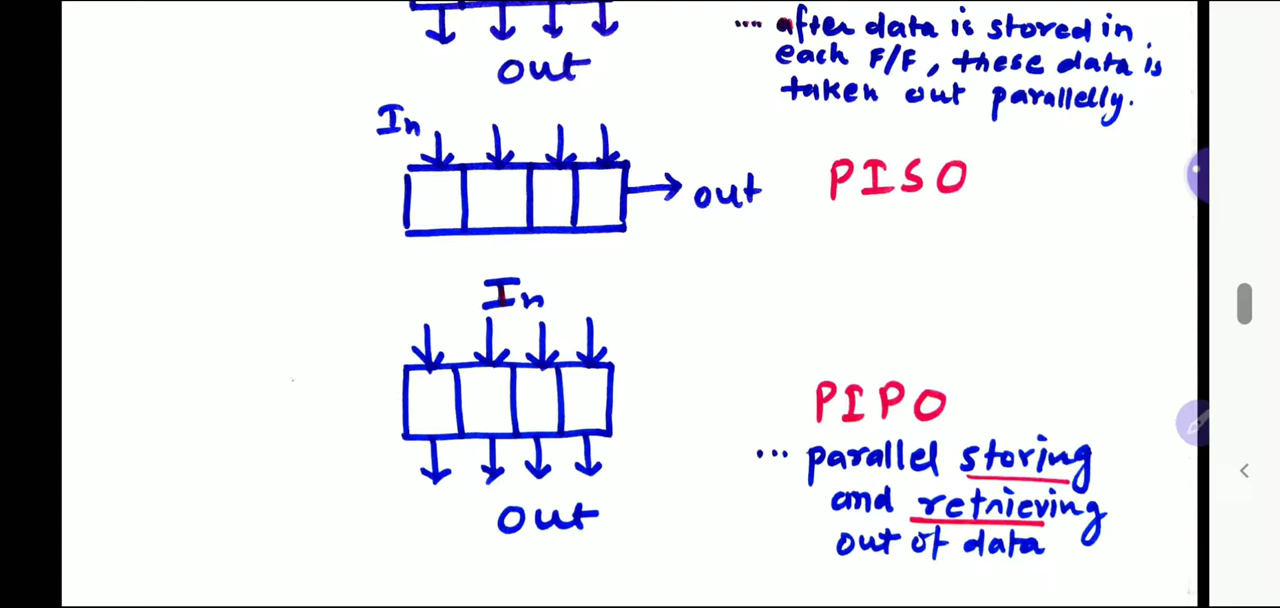 ... after data is stored in
each F/F, these data is
taken out parallelly.
out
In
out
PISO
In
PIPO
... parallel storing
and retrieving
out of data
out